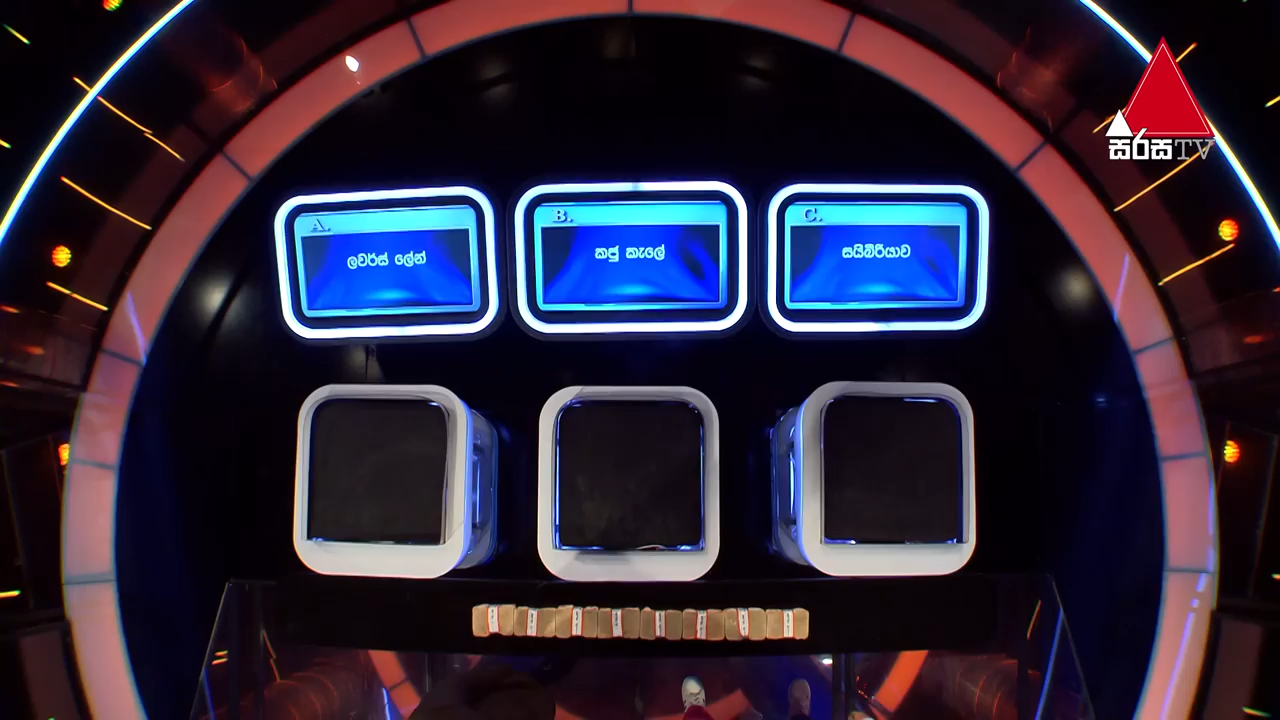 සිරස TV
A.
ලවර්ස් ලේන්
B.
කජු කැලේ
C.
සයිබීරියාව